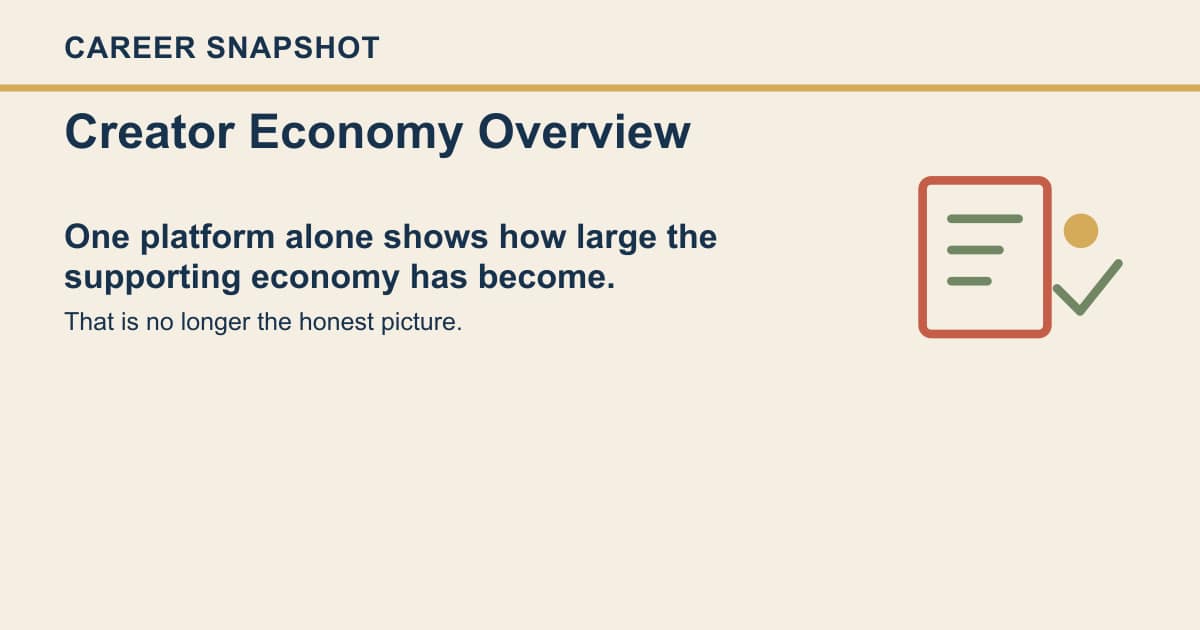 CAREER SNAPSHOT
Creator Economy Overview
One platform alone shows how large the
supporting economy has become.
That is no longer the honest picture.